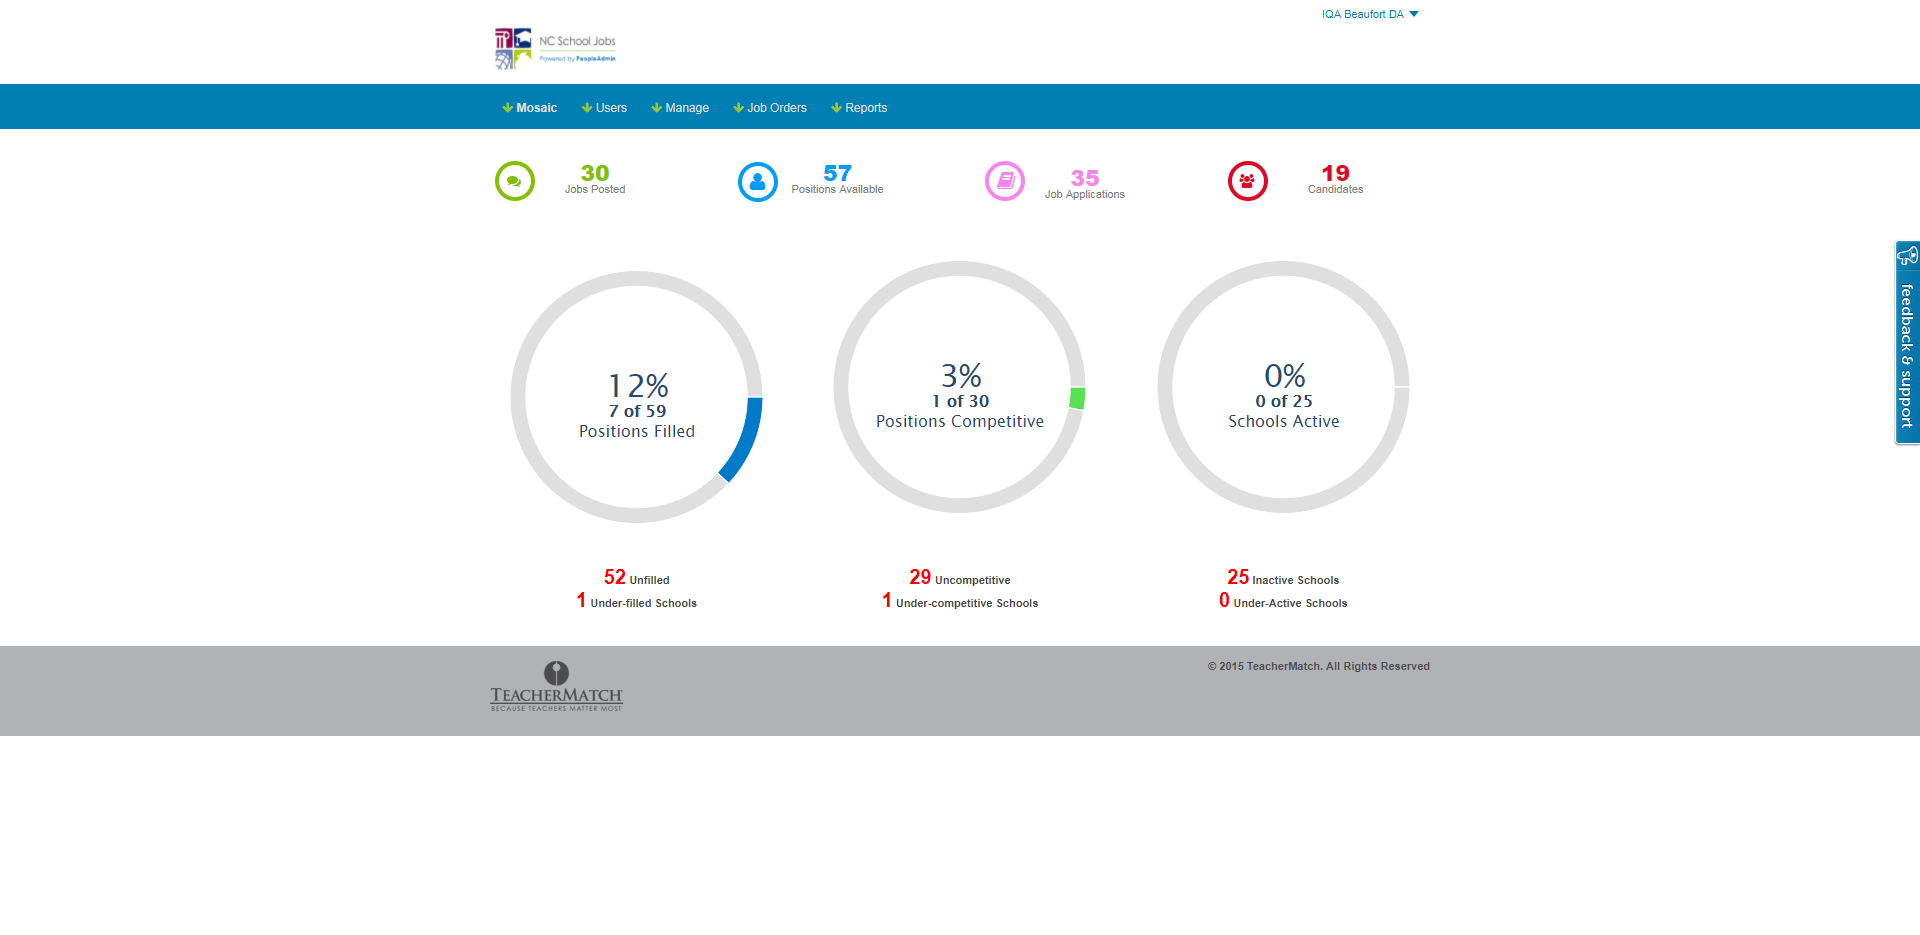 IQA Beaufort DA
NC School Jobs
Powered by PeopleAdmin
Mosaic Users Manage Job Orders Reports
30
Jobs Posted
57
Positions Available
35
Job Applications
19
Candidates
12%
7 of 59
Positions Filled
3%
1 of 30
Positions Competitive
0%
0 of 25
Schools Active
52 Unfilled
1 Under-filled Schools
29 Uncompetitive
1 Under-competitive Schools
25 Inactive Schools
0 Under-Active Schools
feedback & support
© 2015 TeacherMatch. All Rights Reserved
TEACHERMATCH
BECAUSE TEACHERS MATTER MOST